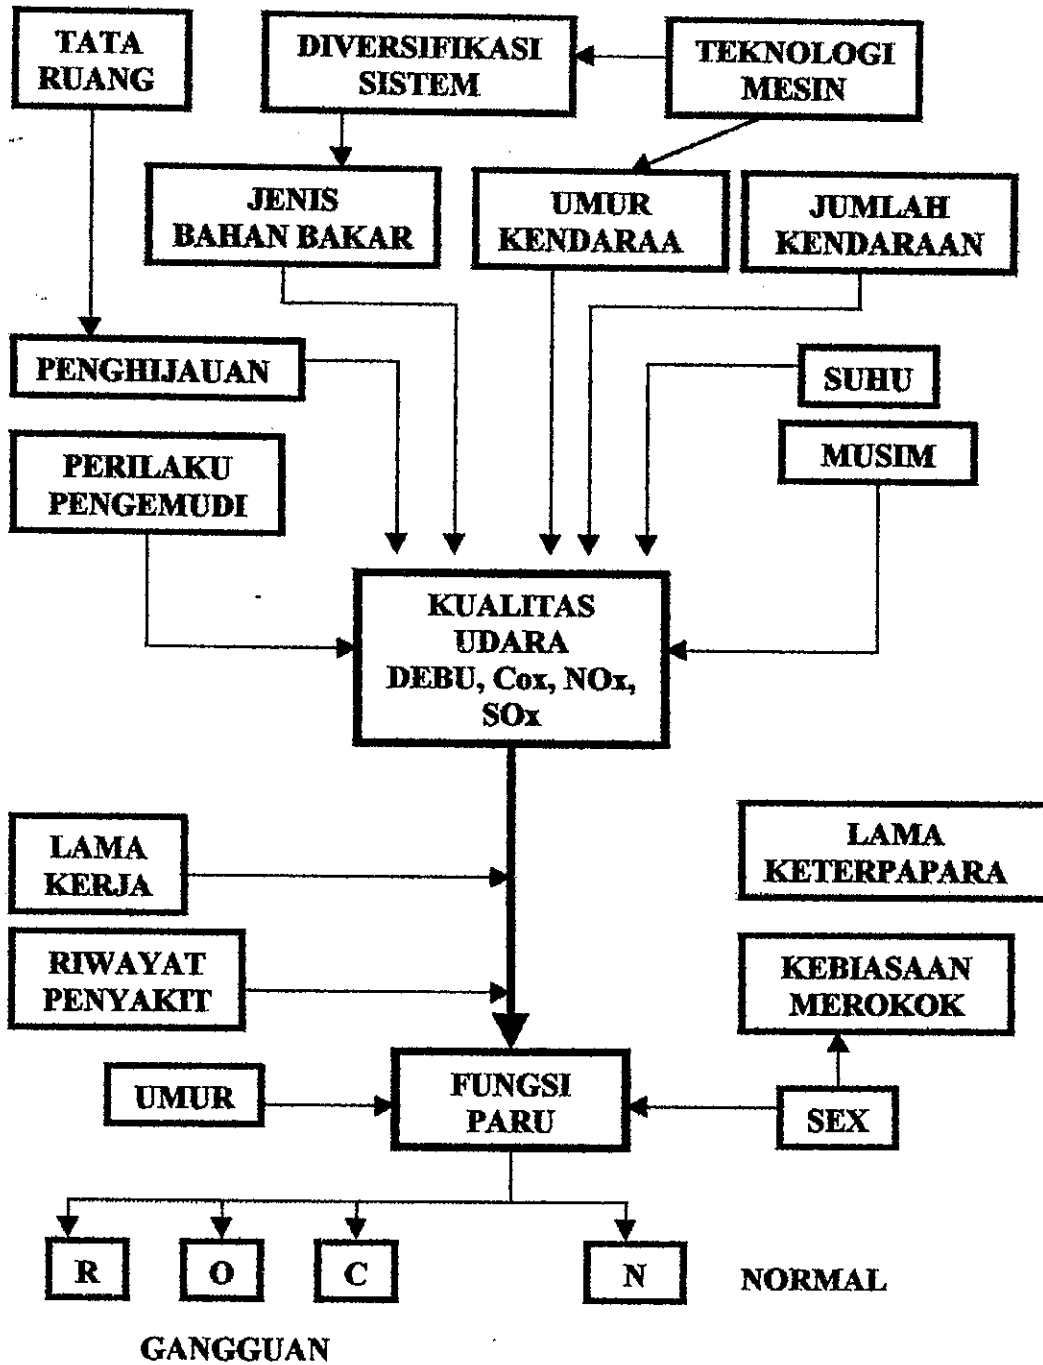 TATA
RUANG
DIVERSIFIKASI
SISTEM
TEKNOLOGI
MESIN
JENIS
BAHAN BAKAR
UMUR
KENDARAA
JUMLAH
KENDARAAN
PENGHIJAUAN
SUHU
PERILAKU
PENGEMUDI
MUSIM
KUALITAS
UDARA
DEBU, Cox, NOx,
SOx
LAMA
KERJA
LAMA
KETERPAPARA
RIWAYAT
PENYAKIT
KEBIASAAN
MEROKOK
UMUR
FUNGSI
PARU
SEX
R
O
C
N
NORMAL
GANGGUAN